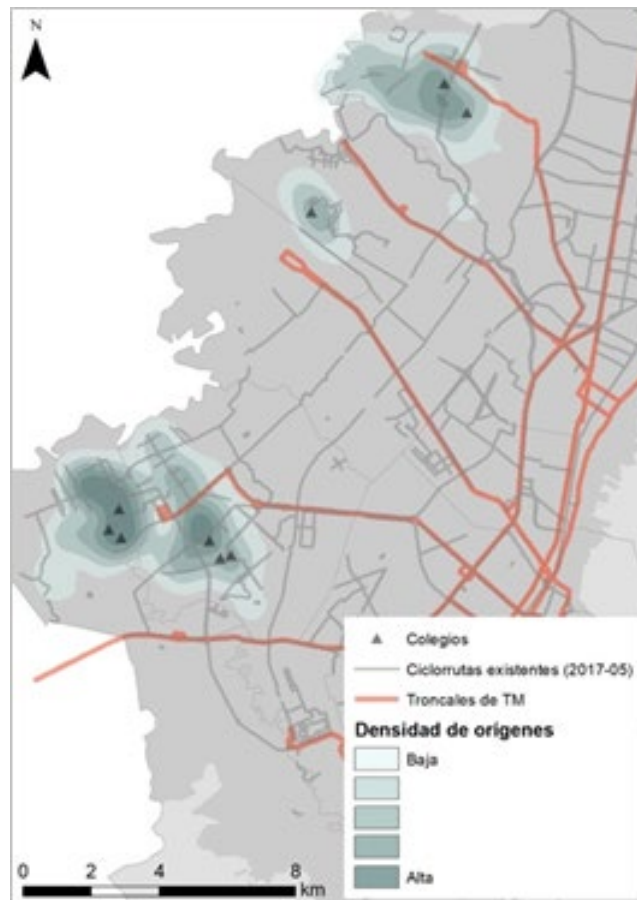 N
Colegios
Ciclorrutas existentes (2017-05)
Troncales de TM
Densidad de orígenes
Baja
Alta
0 2 4 8
km